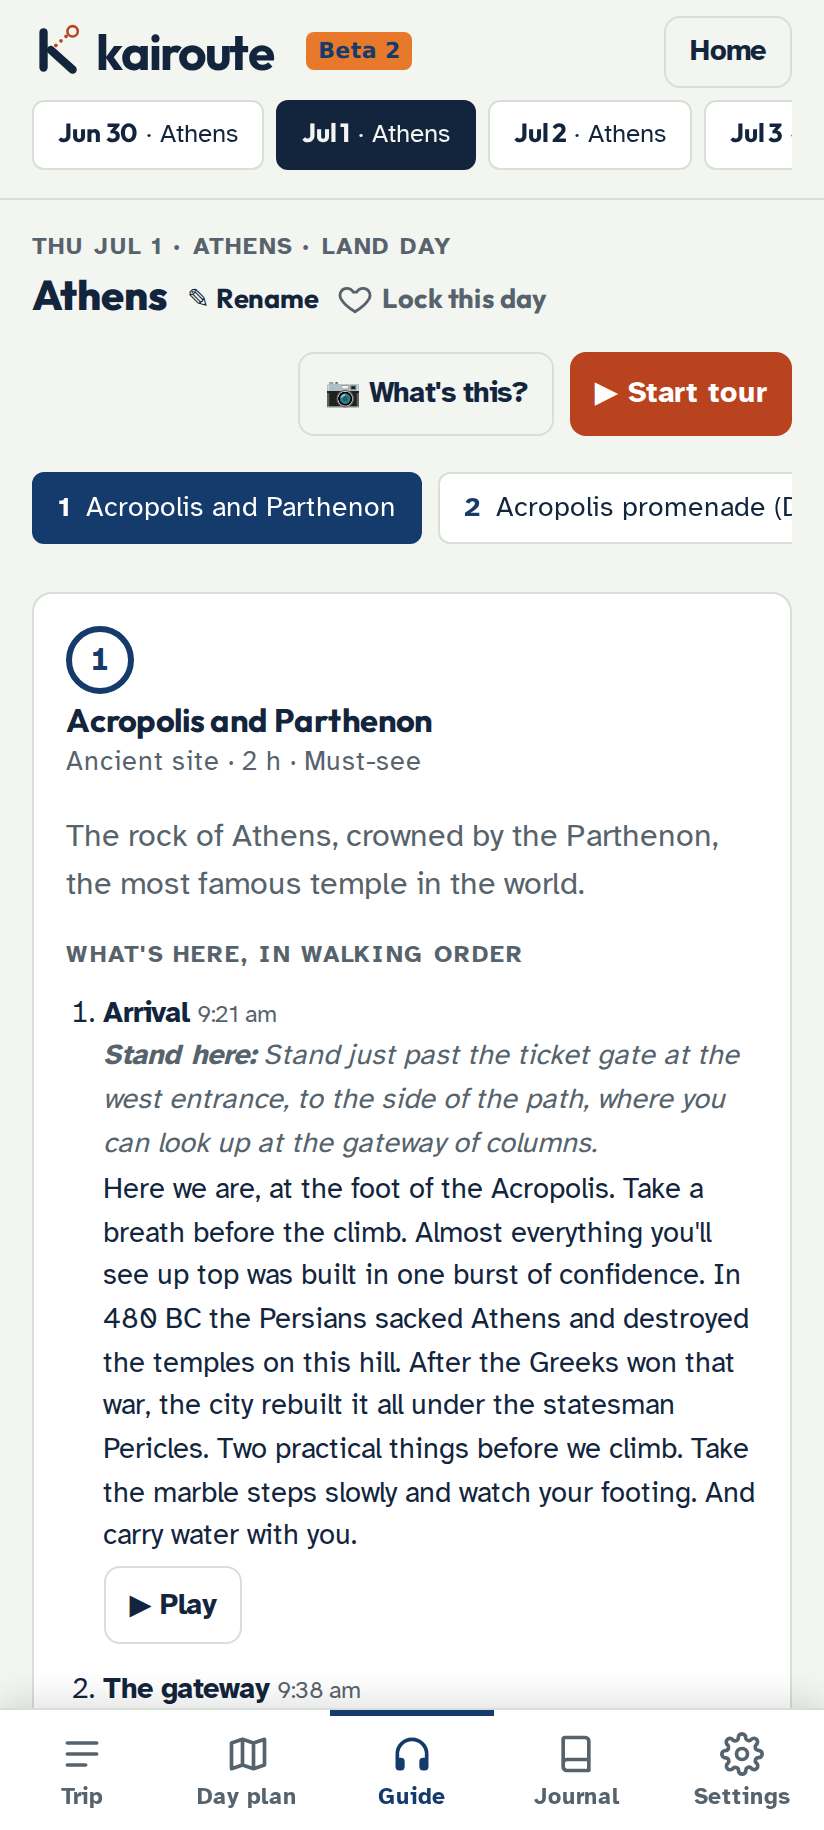 kairoute
Beta 2
Home
Jun 30 · Athens
Jul 1 · Athens
Jul 2 · Athens
Jul 3 ·
THU JUL 1 · ATHENS · LAND DAY
Athens ✎ Rename Lock this day
What's this?
▶ Start tour
1 Acropolis and Parthenon
2 Acropolis promenade (D
1
Acropolis and Parthenon
Ancient site · 2 h · Must-see
The rock of Athens, crowned by the Parthenon,
the most famous temple in the world.
WHAT'S HERE, IN WALKING ORDER
1. Arrival 9:21 am
Stand here: Stand just past the ticket gate at the
west entrance, to the side of the path, where you
can look up at the gateway of columns.
Here we are, at the foot of the Acropolis. Take a
breath before the climb. Almost everything you'll
see up top was built in one burst of confidence. In
480 BC the Persians sacked Athens and destroyed
the temples on this hill. After the Greeks won that
war, the city rebuilt it all under the statesman
Pericles. Two practical things before we climb. Take
the marble steps slowly and watch your footing. And
carry water with you.
▶ Play
2. The gateway 9:38 am
Trip
Day plan
Guide
Journal
Settings